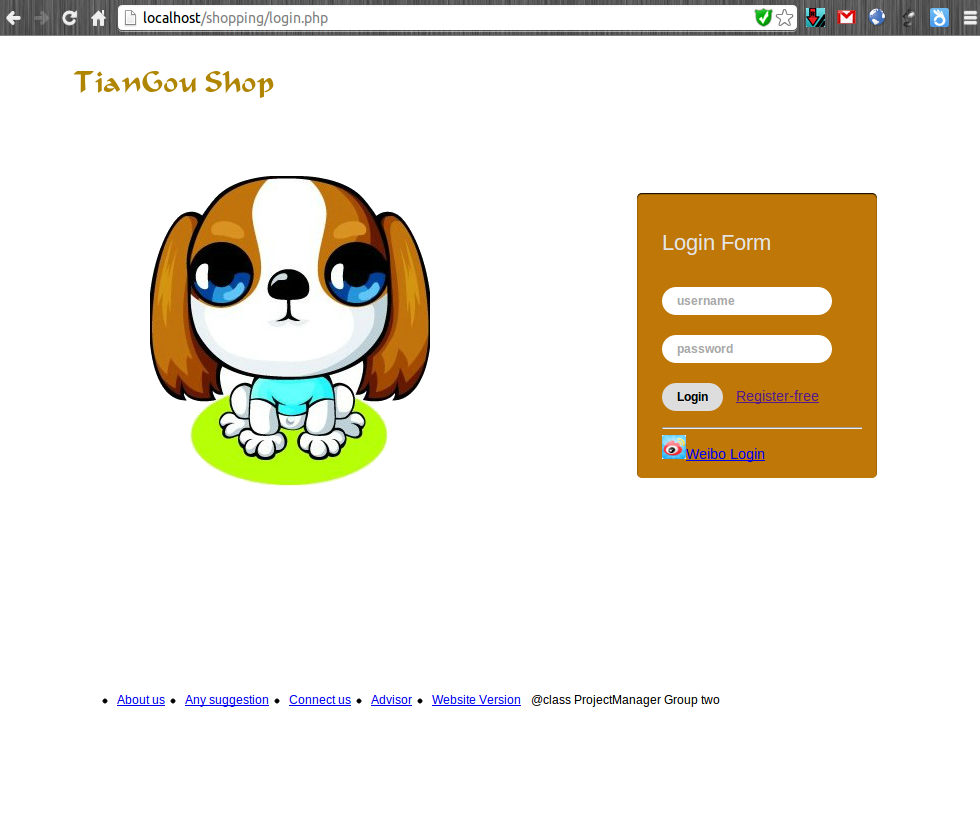 localhost/shopping/login.php
TianGou Shop
Login Form
username
password
Login Register-free
Weibo Login
About us Any suggestion Connect us Advisor Website Version @class ProjectManager Group two